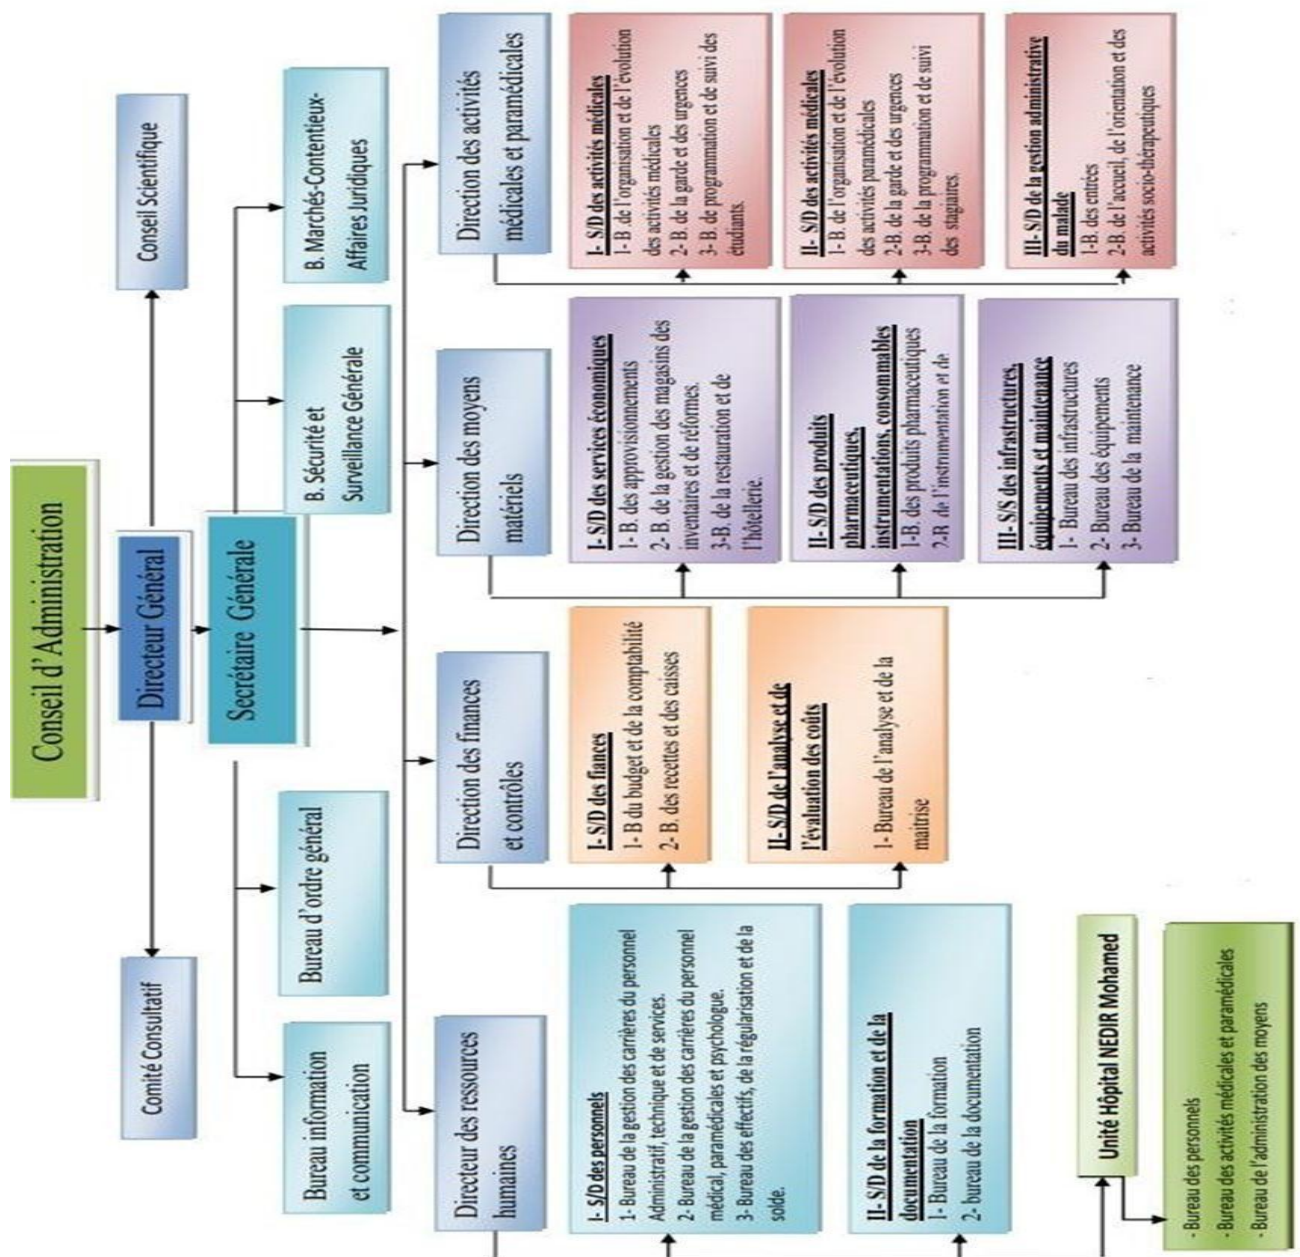 Conseil d'Administration
Directeur Général
Comité Consultatif
Conseil Scientifique
Secrétaire Générale
Bureau information
et communication
Bureau d'ordre général
B. Sécurité et
Surveillance Générale
B. Marchés-Contentieux-
Affaires Juridiques
Directeur des ressources
humaines
Direction des finances
et contrôles
Direction des moyens
matériels
Direction des activités
médicales et paramédicales
I- S/D des personnels
1- Bureau de la gestion des carrières du personnel
Administratif, technique et de services.
2- Bureau de la gestion des carrières du personnel
médical, paramédicales et psychologue.
3- Bureau des effectifs, de la régularisation et de la
solde.
II- S/D de la formation et de la
documentation
1- Bureau de la formation
2- bureau de la documentation
Unité Hôpital NEDIR Mohamed
- Bureau des personnels
- Bureau des activités médicales et paramédicales
- Bureau de l'administration des moyens
I- S/D des fiances
1- B du budget et de la comptabilité
2- B. des recettes et des caisses
II- S/D de l'analyse et de
l'évaluation des coûts
1- Bureau de l'analyse et de la
maitrise
I- S/D des services économiques
1- B. des approvisionnements
2- B. de la gestion des magasins des
inventaires et de réformes.
3-B. de la restauration et de
l'hôtellerie.
II- S/D des produits
pharmaceutiques,
instrumentations, consommables
1-B. des produits pharmaceutiques
2-B. de l'instrumentation et de
III- S/S des infrastructures,
équipements et maintenance
1- Bureau des infrastructures
2- Bureau des équipements
3- Bureau de la maintenance
I- S/D des activités médicales
1- B de l'organisation et de l'évolution
des activités médicales
2- B. de la garde et des urgences
3- B. de programmation et de suivi des
étudiants.
II- S/D des activités médicales
1- B. de l'organisation et de l'évolution
des activités paramédicales
2-B. de la garde et des urgences
3-B. de la programmation et de suivi
des stagiaires.
III-S/D de la gestion administrative
du malade
1-B. des entrées
2-B. de l'accueil, de l'orientation et des
activités socio-thérapeutiques